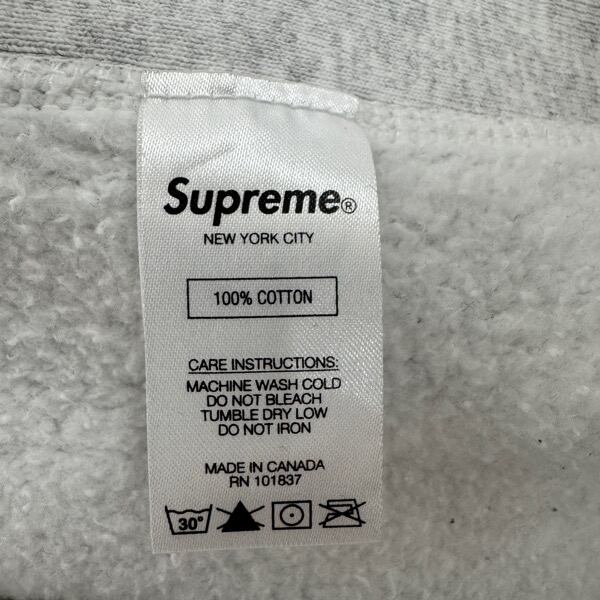 Supreme®
NEW YORK CITY
100% COTTON
CARE INSTRUCTIONS:
MACHINE WASH COLD
DO NOT BLEACH
TUMBLE DRY LOW
DO NOT IRON
MADE IN CANADA
RN 101837
30°